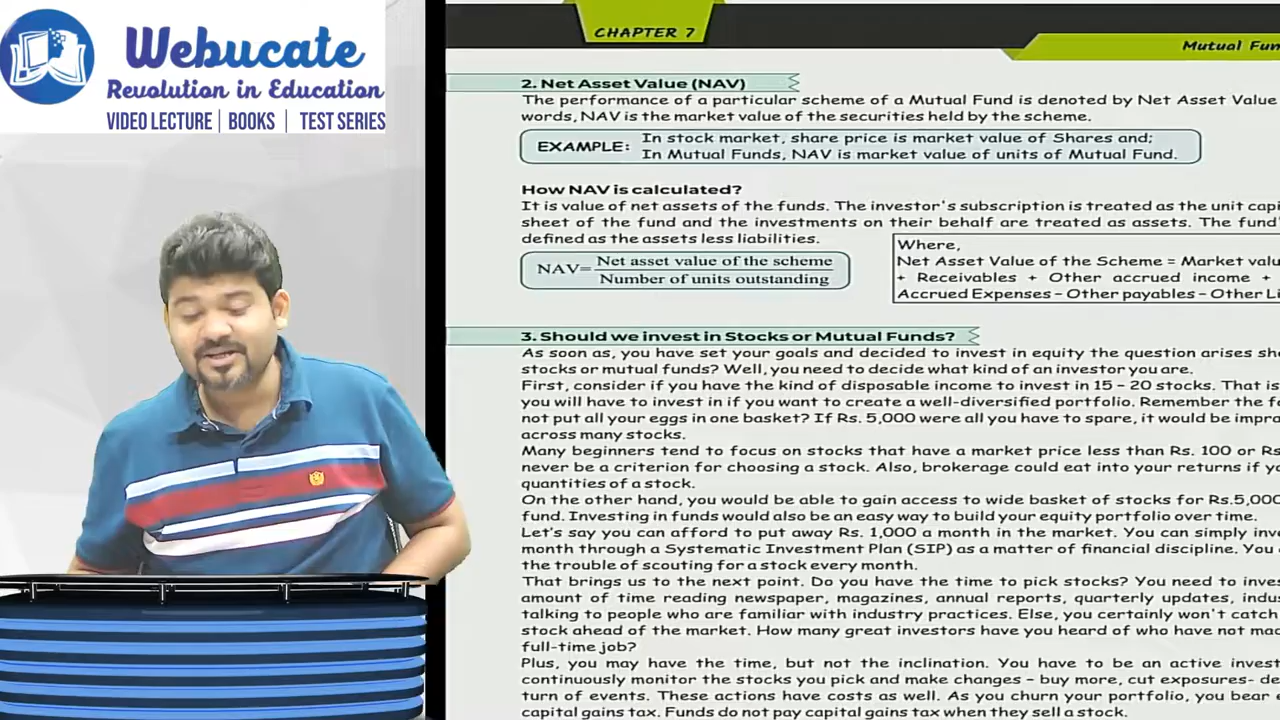 Webucate
Revolution in Education
VIDEO LECTURE | BOOKS | TEST SERIES
CHAPTER 7
Mutual Fun
2. Net Asset Value (NAV)
The performance of a particular scheme of a Mutual Fund is denoted by Net Asset Value
words, NAV is the market value of the securities held by the scheme.
EXAMPLE: In stock market, share price is market value of Shares and;
In Mutual Funds, NAV is market value of units of Mutual Fund.
How NAV is calculated?
It is value of net assets of the funds. The investor's subscription is treated as the unit capi
sheet of the fund and the investments on their behalf are treated as assets. The fund'
defined as the assets less liabilities.
NAV= Net asset value of the scheme
Number of units outstanding
Where,
Net Asset Value of the Scheme = Market valu
+ Receivables + Other accrued income +
Accrued Expenses – Other payables – Other Li
3. Should we invest in Stocks or Mutual Funds?
As soon as, you have set your goals and decided to invest in equity the question arises sh
stocks or mutual funds? Well, you need to decide what kind of an investor you are.
First, consider if you have the kind of disposable income to invest in 15 – 20 stocks. That is
you will have to invest in if you want to create a well-diversified portfolio. Remember the f
not put all your eggs in one basket? If Rs. 5,000 were all you have to spare, it would be impra
across many stocks.
Many beginners tend to focus on stocks that have a market price less than Rs. 100 or Rs
never be a criterion for choosing a stock. Also, brokerage could eat into your returns if yo
quantities of a stock.
On the other hand, you would be able to gain access to wide basket of stocks for Rs.5,000
fund. Investing in funds would also be an easy way to build your equity portfolio over time.
Let's say you can afford to put away Rs. 1,000 a month in the market. You can simply inve
month through a Systematic Investment Plan (SIP) as a matter of financial discipline. You
the trouble of scouting for a stock every month.
That brings us to the next point. Do you have the time to pick stocks? You need to inves
amount of time reading newspaper, magazines, annual reports, quarterly updates, indus
talking to people who are familiar with industry practices. Else, you certainly won't catch
stock ahead of the market. How many great investors have you heard of who have not mad
full-time job?
Plus, you may have the time, but not the inclination. You have to be an active invest
continuously monitor the stocks you pick and make changes – buy more, cut exposures- de
turn of events. These actions have costs as well. As you churn your portfolio, you bear
capital gains tax. Funds do not pay capital gains tax when they sell a stock.